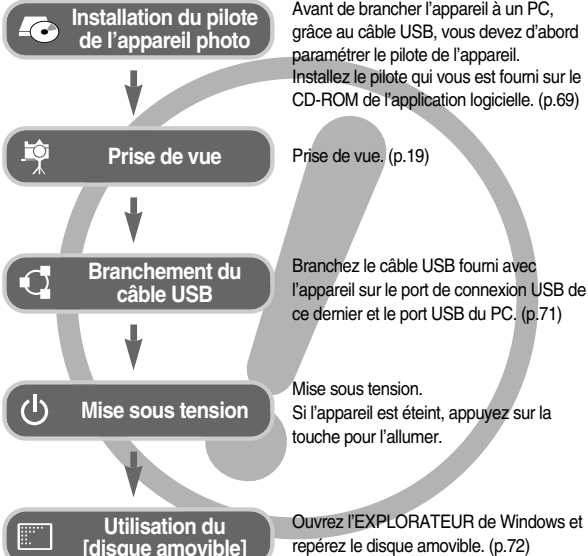 Installation du pilote
de l'appareil photo
Avant de brancher l'appareil à un PC,
grâce au câble USB, vous devez d'abord
paramétrer le pilote de l'appareil.
Installez le pilote qui vous est fourni sur le
CD-ROM de l'application logicielle. (p.69)
Prise de vue
Prise de vue. (p.19)
Branchement du
câble USB
Branchez le câble USB fourni avec
l'appareil sur le port de connexion USB de
ce dernier et le port USB du PC. (p.71)
Mise sous tension
Mise sous tension.
Si l'appareil est éteint, appuyez sur la
touche pour l'allumer.
Utilisation du
[disque amovible]
Ouvrez l'EXPLORATEUR de Windows et
repérez le disque amovible. (p.72)